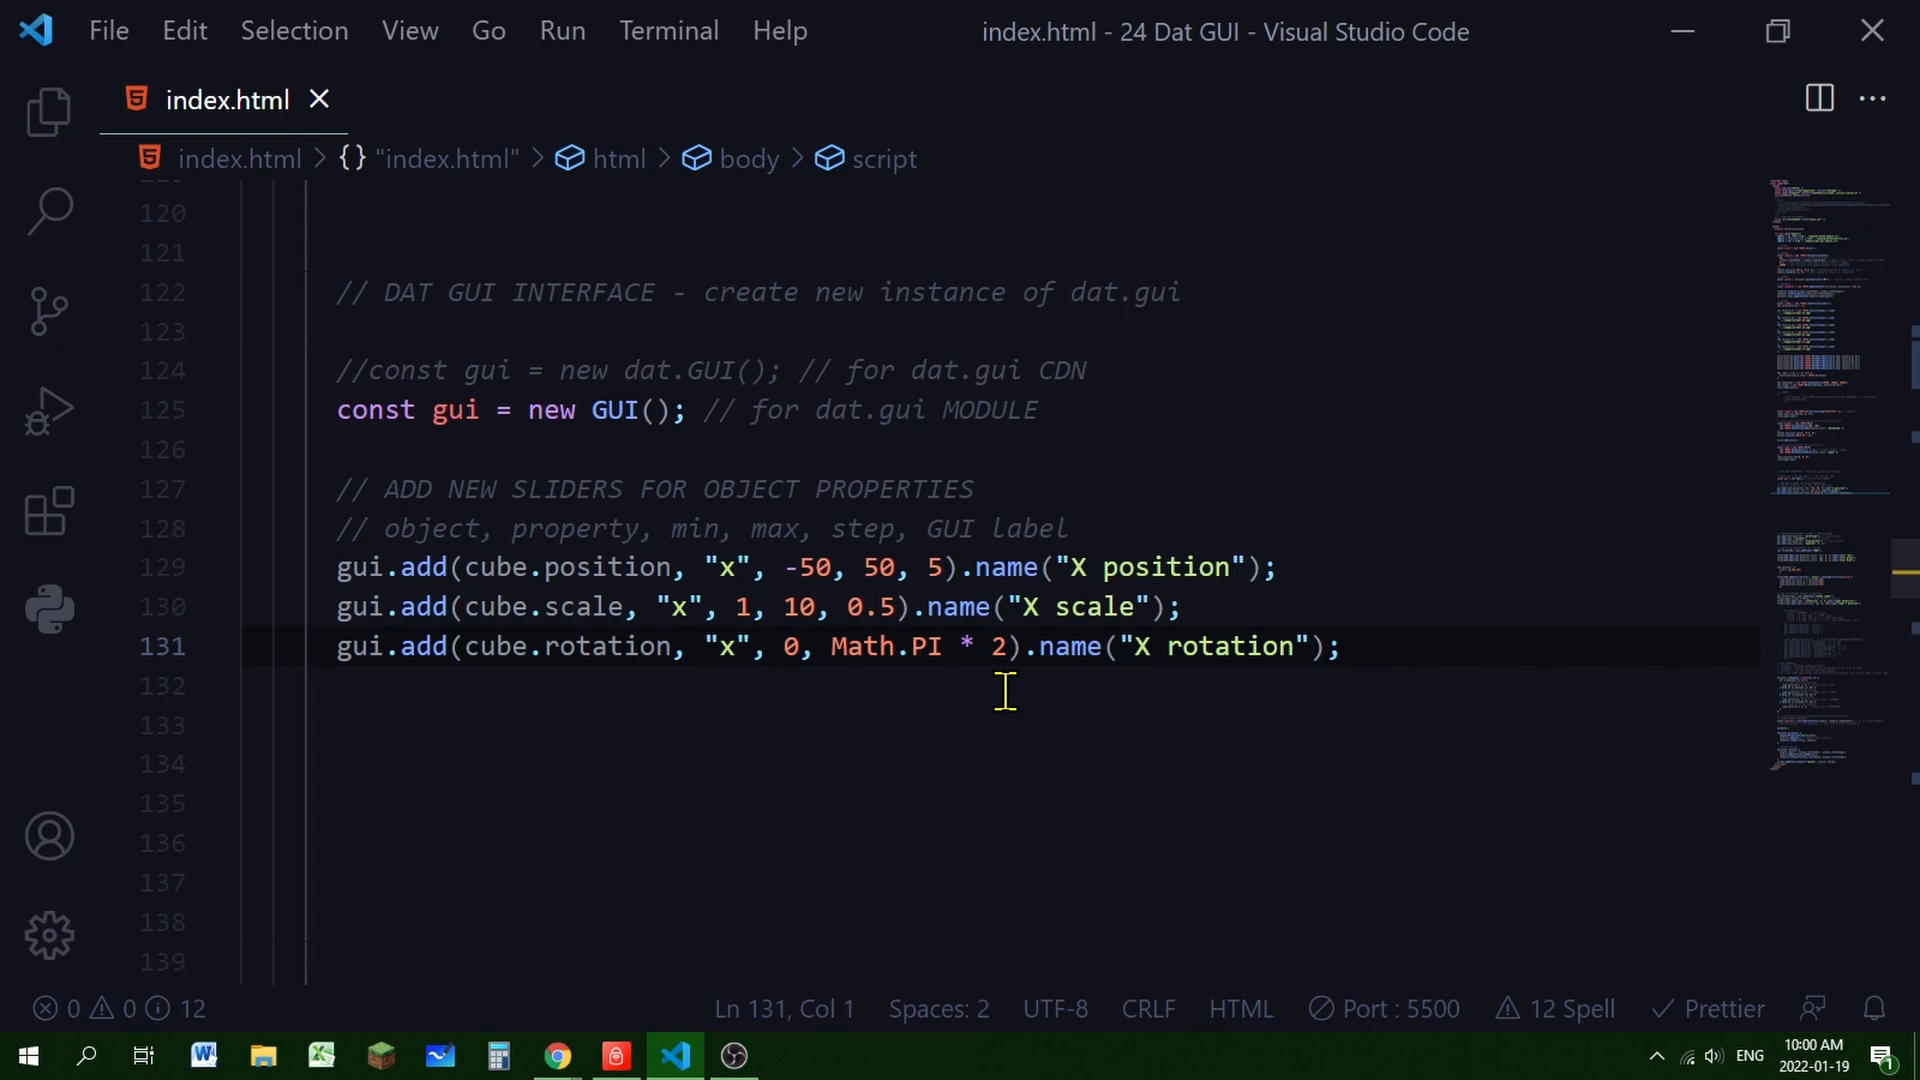 File Edit Selection View Go Run Terminal Help index.html - 24 Dat GUI - Visual Studio Code
index.html
index.html > {} "index.html" > html > body > script
120
121
122 // DAT GUI INTERFACE - create new instance of dat.gui
123
124 //const gui = new dat.GUI(); // for dat.gui CDN
125 const gui = new GUI(); // for dat.gui MODULE
126
127 // ADD NEW SLIDERS FOR OBJECT PROPERTIES
128 // object, property, min, max, step, GUI label
129 gui.add(cube.position, "x", -50, 50, 5).name("X position");
130 gui.add(cube.scale, "x", 1, 10, 0.5).name("X scale");
131 gui.add(cube.rotation, "x", 0, Math.PI * 2).name("X rotation");
132
133
134
135
136
137
138
139
0 0 12 Ln 131, Col 1 Spaces: 2 UTF-8 CRLF HTML Port : 5500 12 Spell Prettier
ENG 10:00 AM
2022-01-19 1